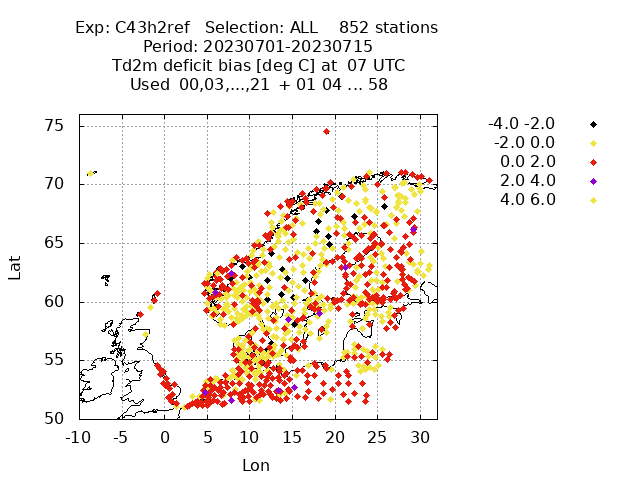 Exp: C43h2ref Selection: ALL 852 stations
Period: 20230701-20230715
Td2m deficit bias [deg C] at 07 UTC
Used 00,03,...,21 + 01 04 ... 58
-4.0 -2.0
-2.0 0.0
0.0 2.0
2.0 4.0
4.0 6.0
75
70
65
60
55
50
Lat
-10 -5 0 5 10 15 20 25 30
Lon